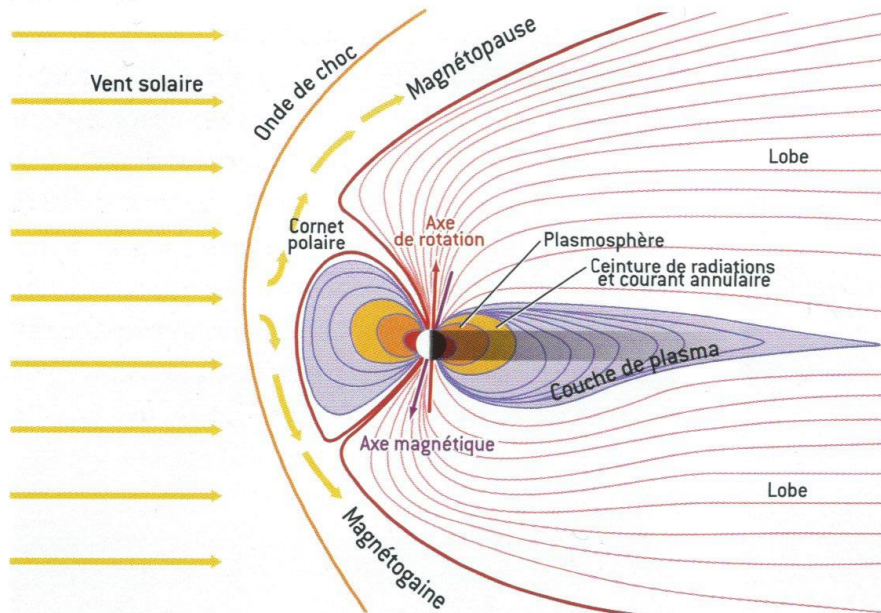 Vent solaire
Onde de choc
Magnétopause
Lobe
Cornet
polaire
Axe
de rotation
Plasmosphère
Ceinture de radiations
et courant annulaire
Couche de plasma
Axe magnétique
Lobe
Magnétogaine